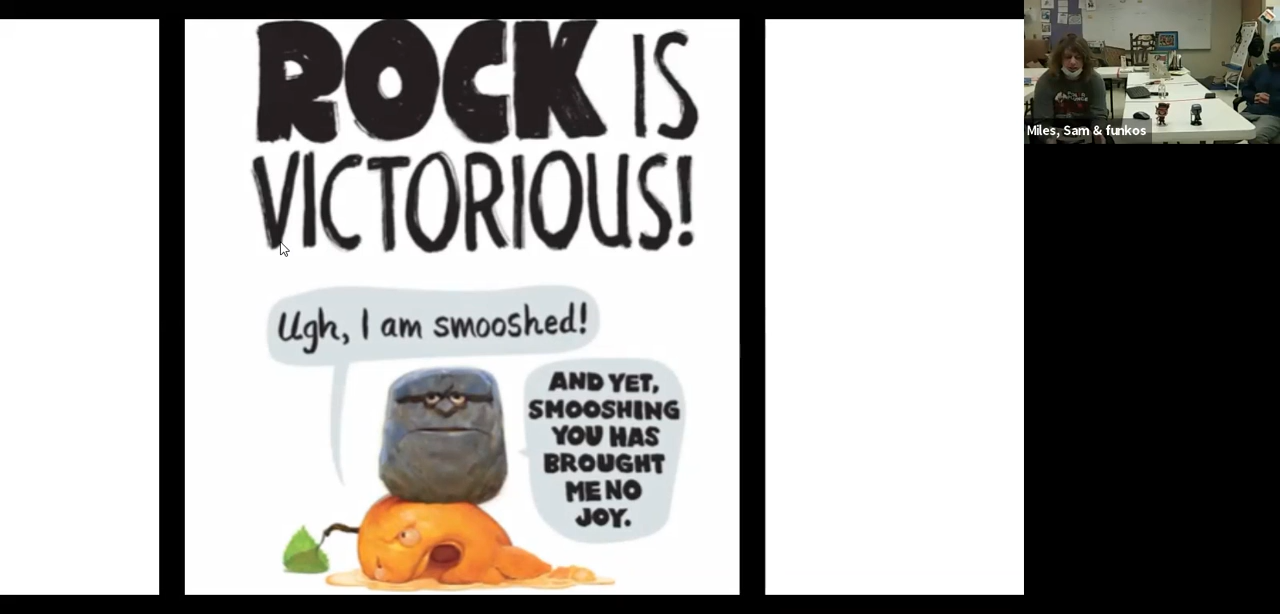 ROCK IS
VICTORIOUS!
Ugh, I am smooshed!
AND YET,
SMOOSHING
YOU HAS
BROUGHT
ME NO
JOY.
Miles, Sam & funkos